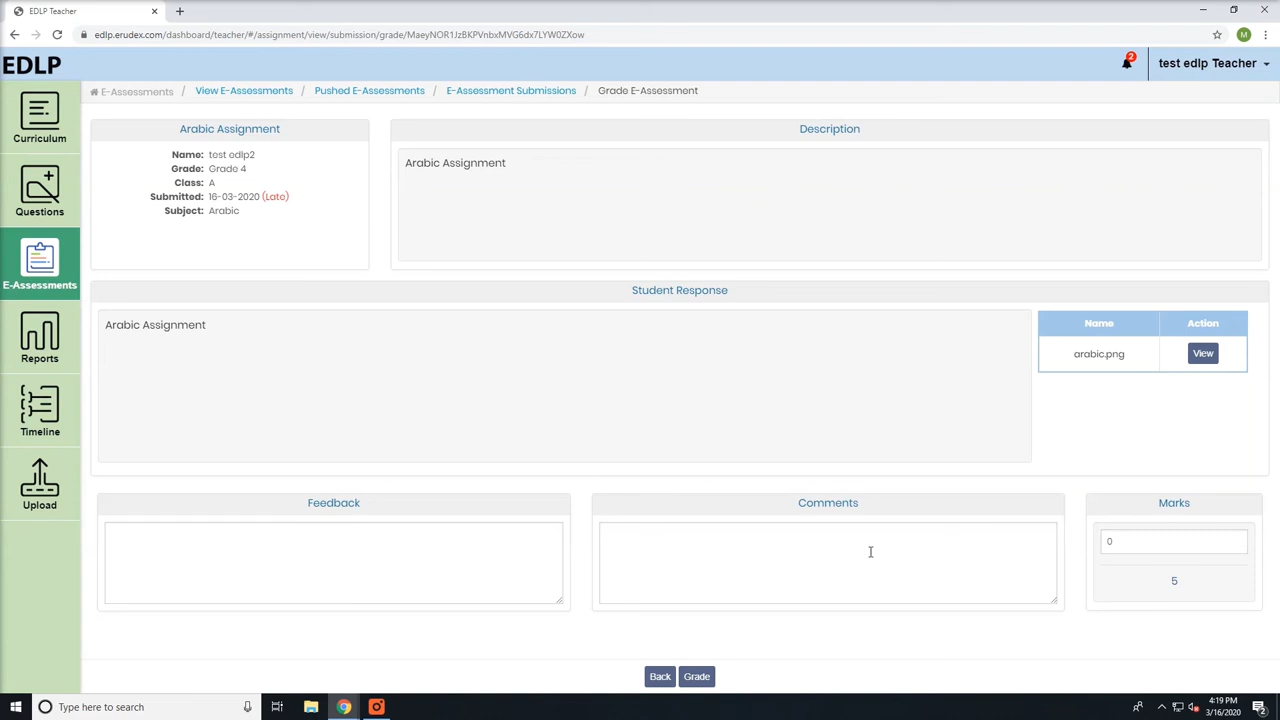 EDLP Teacher
edlp.erudex.com/dashboard/teacher/#/assignment/view/submission/grade/MaeyNOR1JzBKPVnbxMVG6dx7LYW0ZXow
M
EDLP
2
test edlp Teacher
E-Assessments / View E-Assessments / Pushed E-Assessments / E-Assessment Submissions / Grade E-Assessment
Curriculum
Questions
E-Assessments
Reports
Timeline
Upload
Arabic Assignment
Name: test edlp2
Grade: Grade 4
Class: A
Submitted: 16-03-2020 (Late)
Subject: Arabic
Description
Arabic Assignment
Student Response
Arabic Assignment
Name Action
arabic.png View
Feedback
Comments
Marks
0
5
Back Grade
Type here to search
4:19 PM
3/16/2020
2